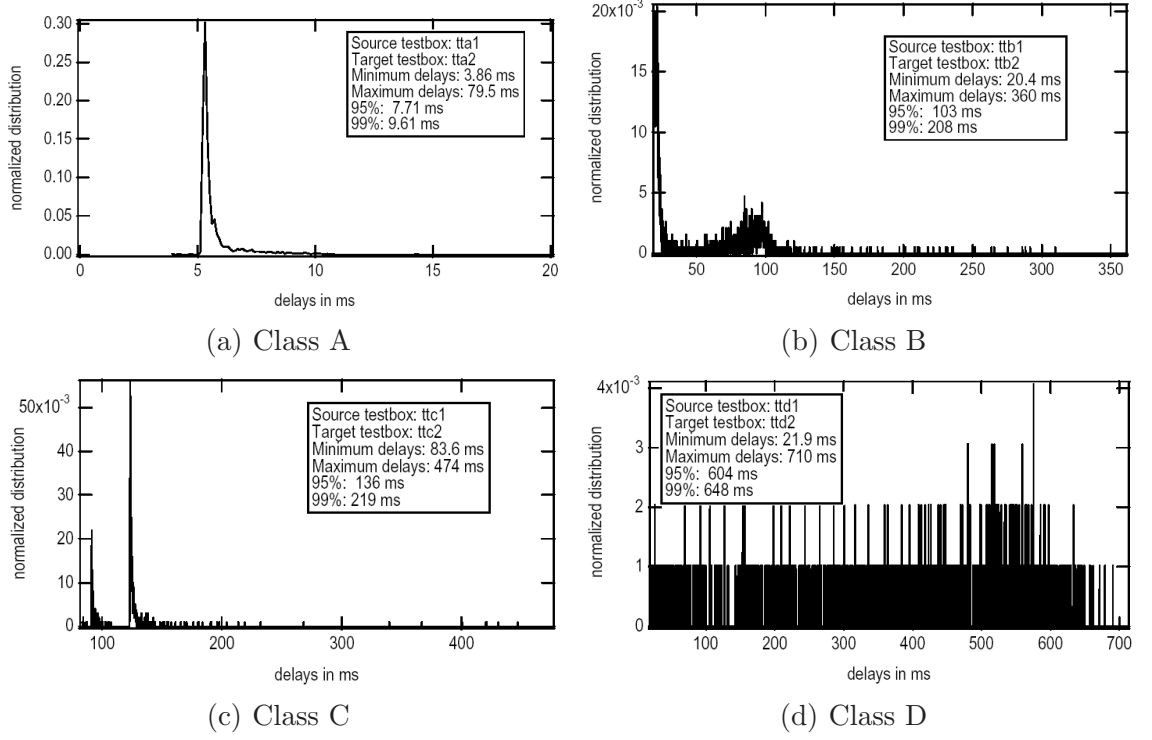 normalized distribution
0.30
0.25
0.20
0.15
0.10
0.05
0.00
0 5 10 15 20
delays in ms
Source testbox: tta1
Target testbox: tta2
Minimum delays: 3.86 ms
Maximum delays: 79.5 ms
95%: 7.71 ms
99%: 9.61 ms
(a) Class A
normalized distribution
20x10-3
15
10
5
0
50 100 150 200 250 300 350
delays in ms
Source testbox: ttb1
Target testbox: ttb2
Minimum delays: 20.4 ms
Maximum delays: 360 ms
95%: 103 ms
99%: 208 ms
(b) Class B
normalized distribution
50x10-3
40
30
20
10
0
100 200 300 400
delays in ms
Source testbox: ttc1
Target testbox: ttc2
Minimum delays: 83.6 ms
Maximum delays: 474 ms
95%: 136 ms
99%: 219 ms
(c) Class C
normalized distribution
4x10-3
3
2
1
0
100 200 300 400 500 600 700
delays in ms
Source testbox: ttd1
Target testbox: ttd2
Minimum delays: 21.9 ms
Maximum delays: 710 ms
95%: 604 ms
99%: 648 ms
(d) Class D